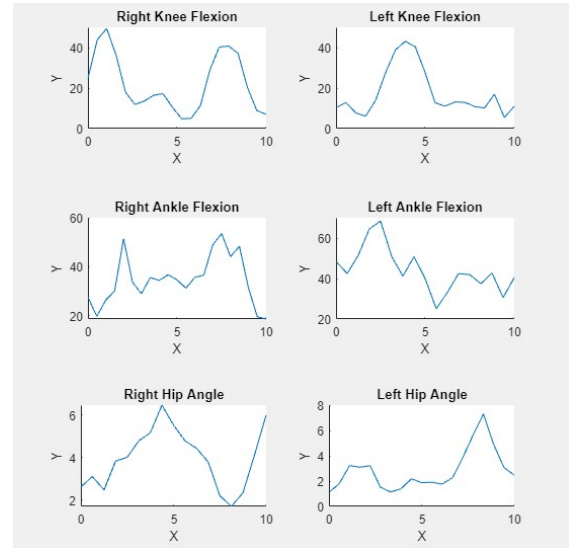 Right Knee Flexion
40
20
0
Y
0 5 10
X
Left Knee Flexion
40
20
0
Y
0 5 10
X
Right Ankle Flexion
60
40
20
Y
0 5 10
X
Left Ankle Flexion
60
40
20
Y
0 5 10
X
Right Hip Angle
6
4
2
Y
0 5 10
X
Left Hip Angle
8
6
4
2
0
Y
0 5 10
X